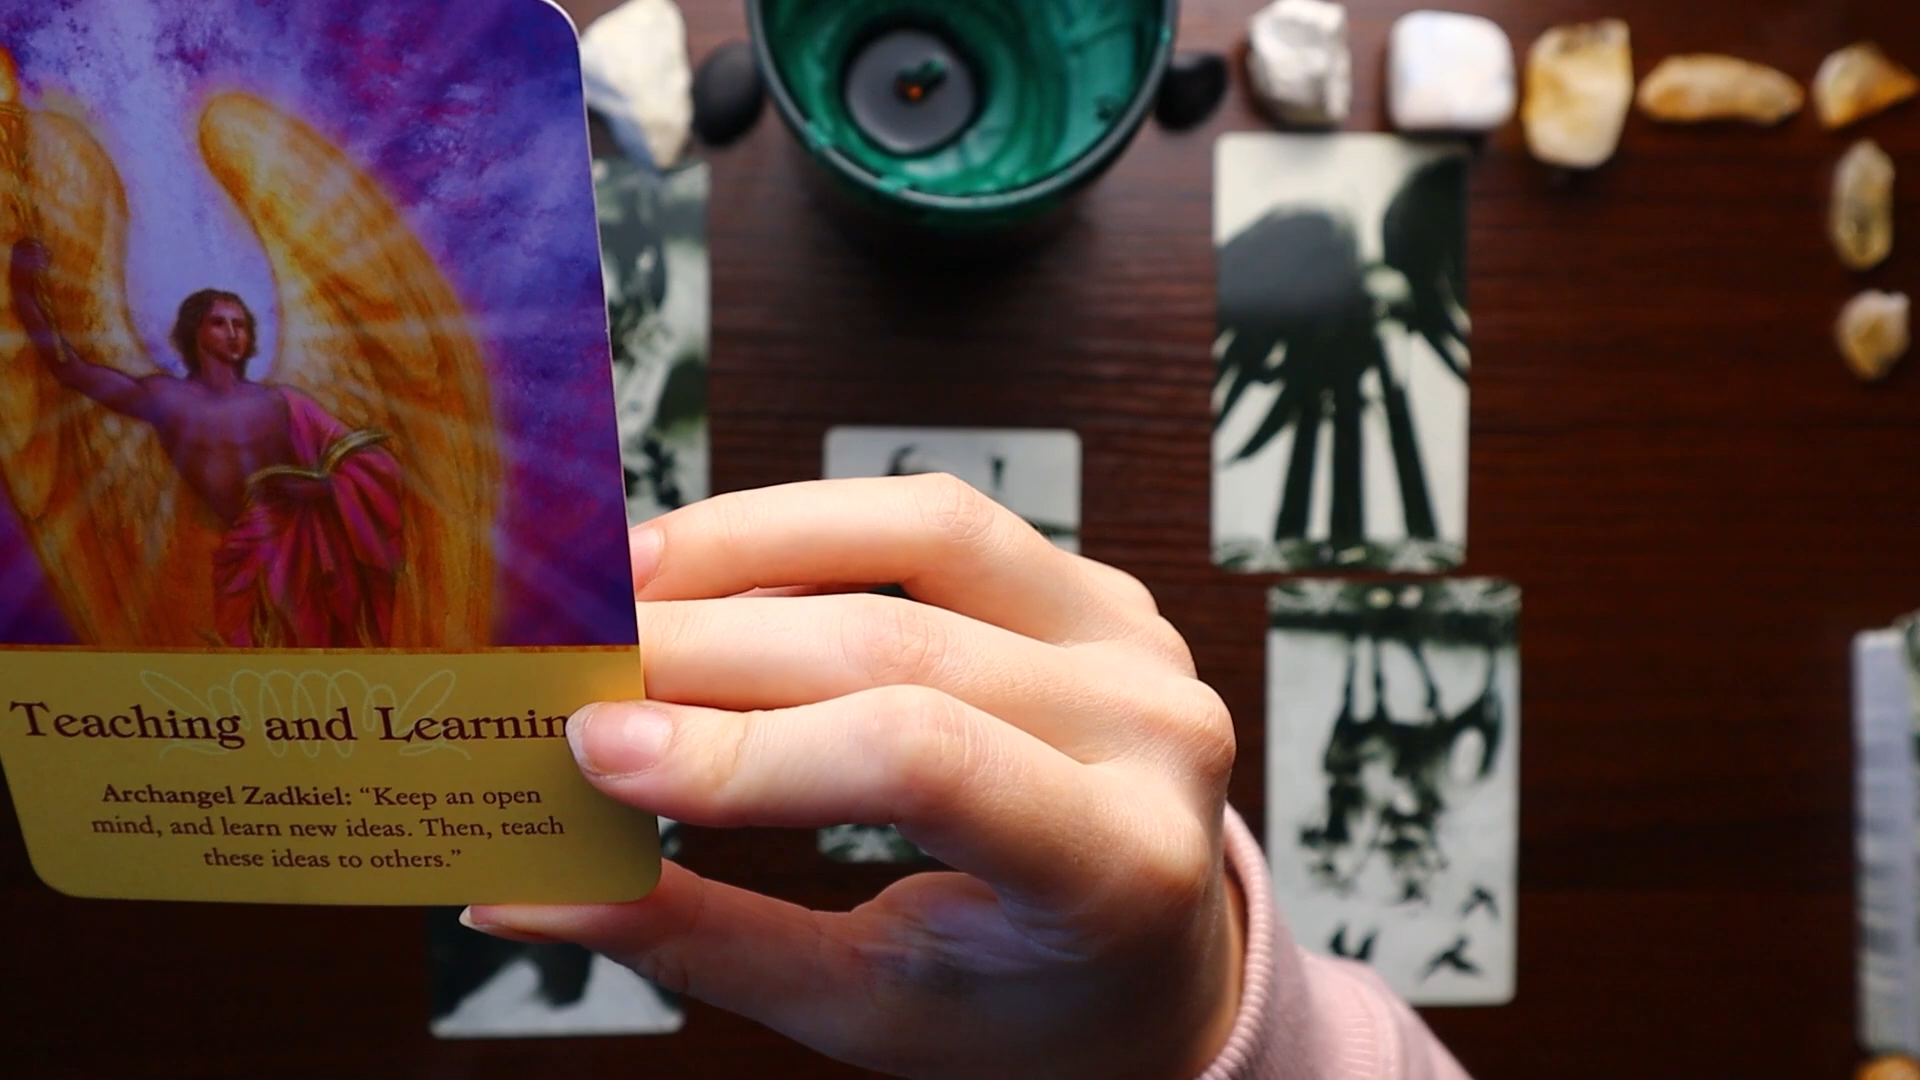 Teaching and Learnin
Archangel Zadkiel: “Keep an open
mind, and learn new ideas. Then, teach
these ideas to others.”